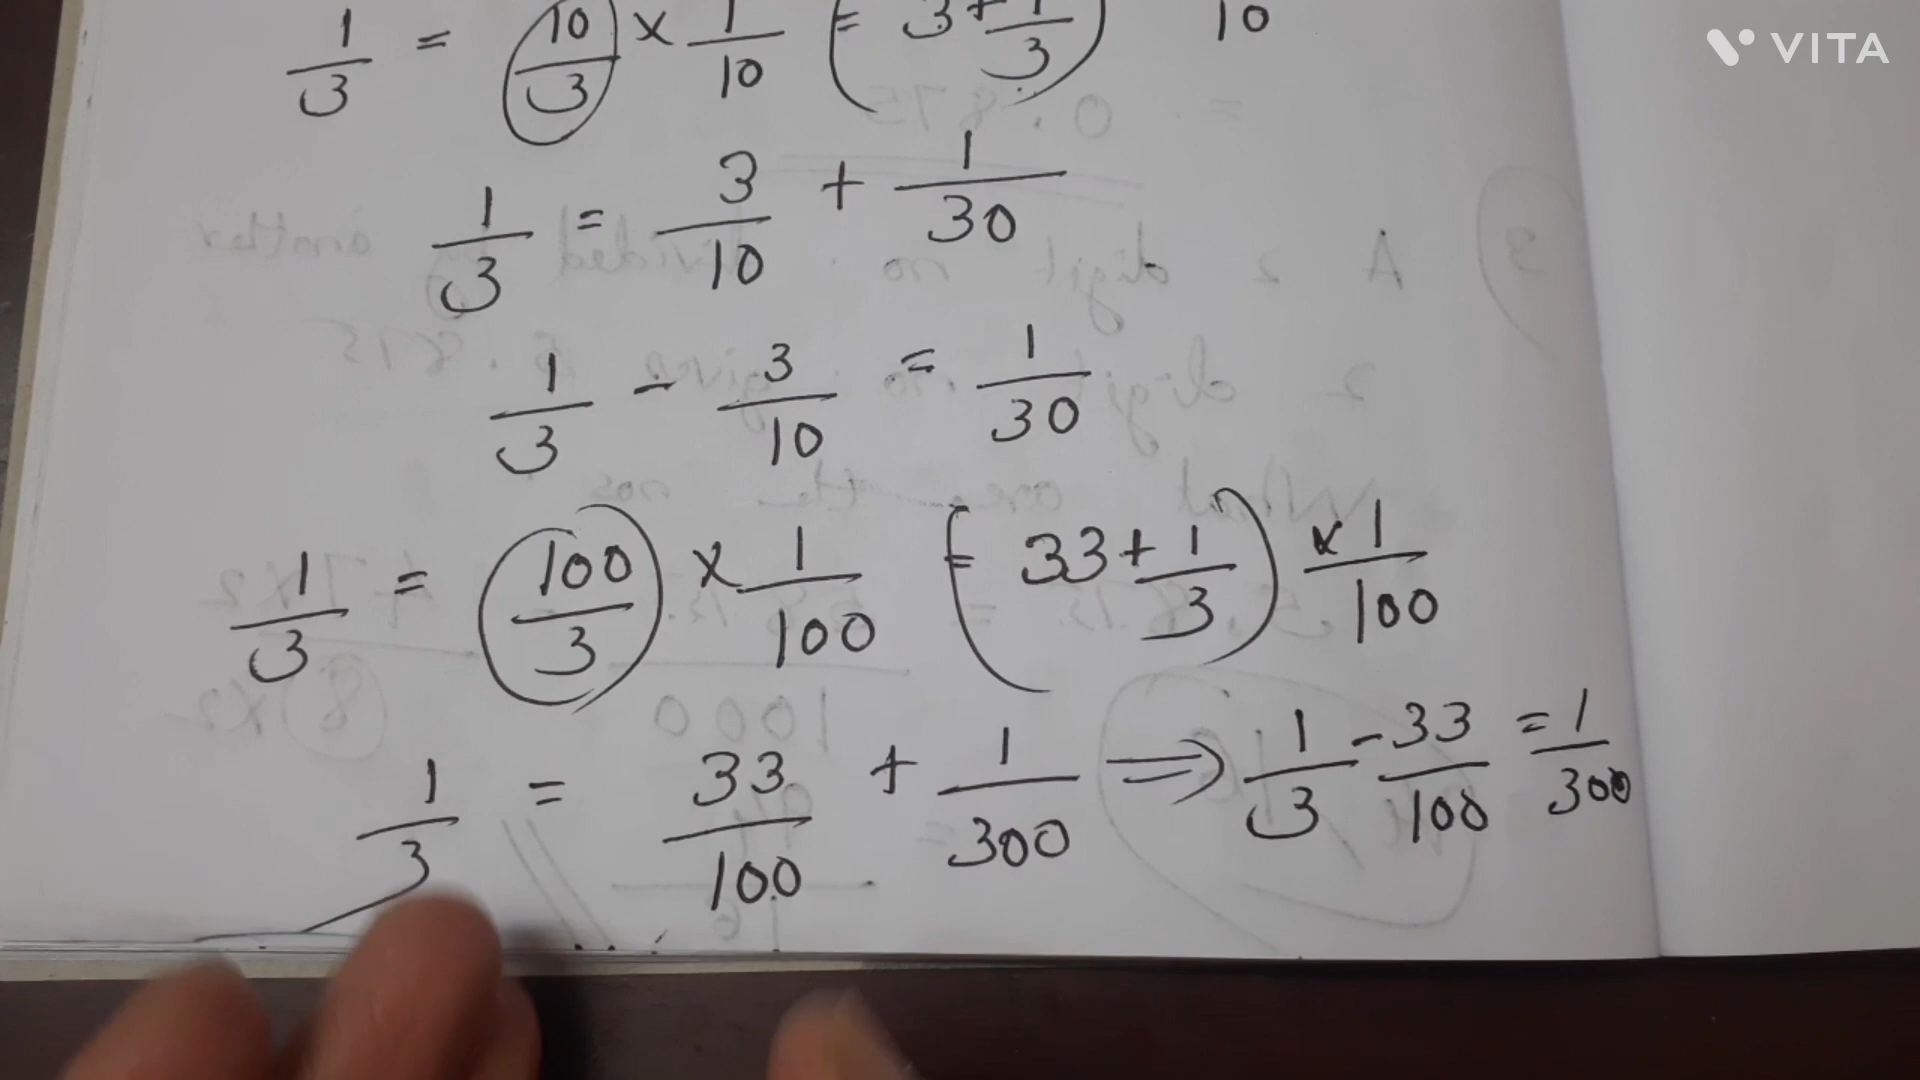 VITA
1/3 = 10/3 × 1/10 (= 3 + 1/3) 10
1/3 = 3/10 + 1/30
1/3 - 3/10 = 1/30
1/3 = 100/3 × 1/100 (= 33 + 1/3) × 1/100
1/3 = 33/100 + 1/300 ⟹ 1/3 - 33/100 = 1/300